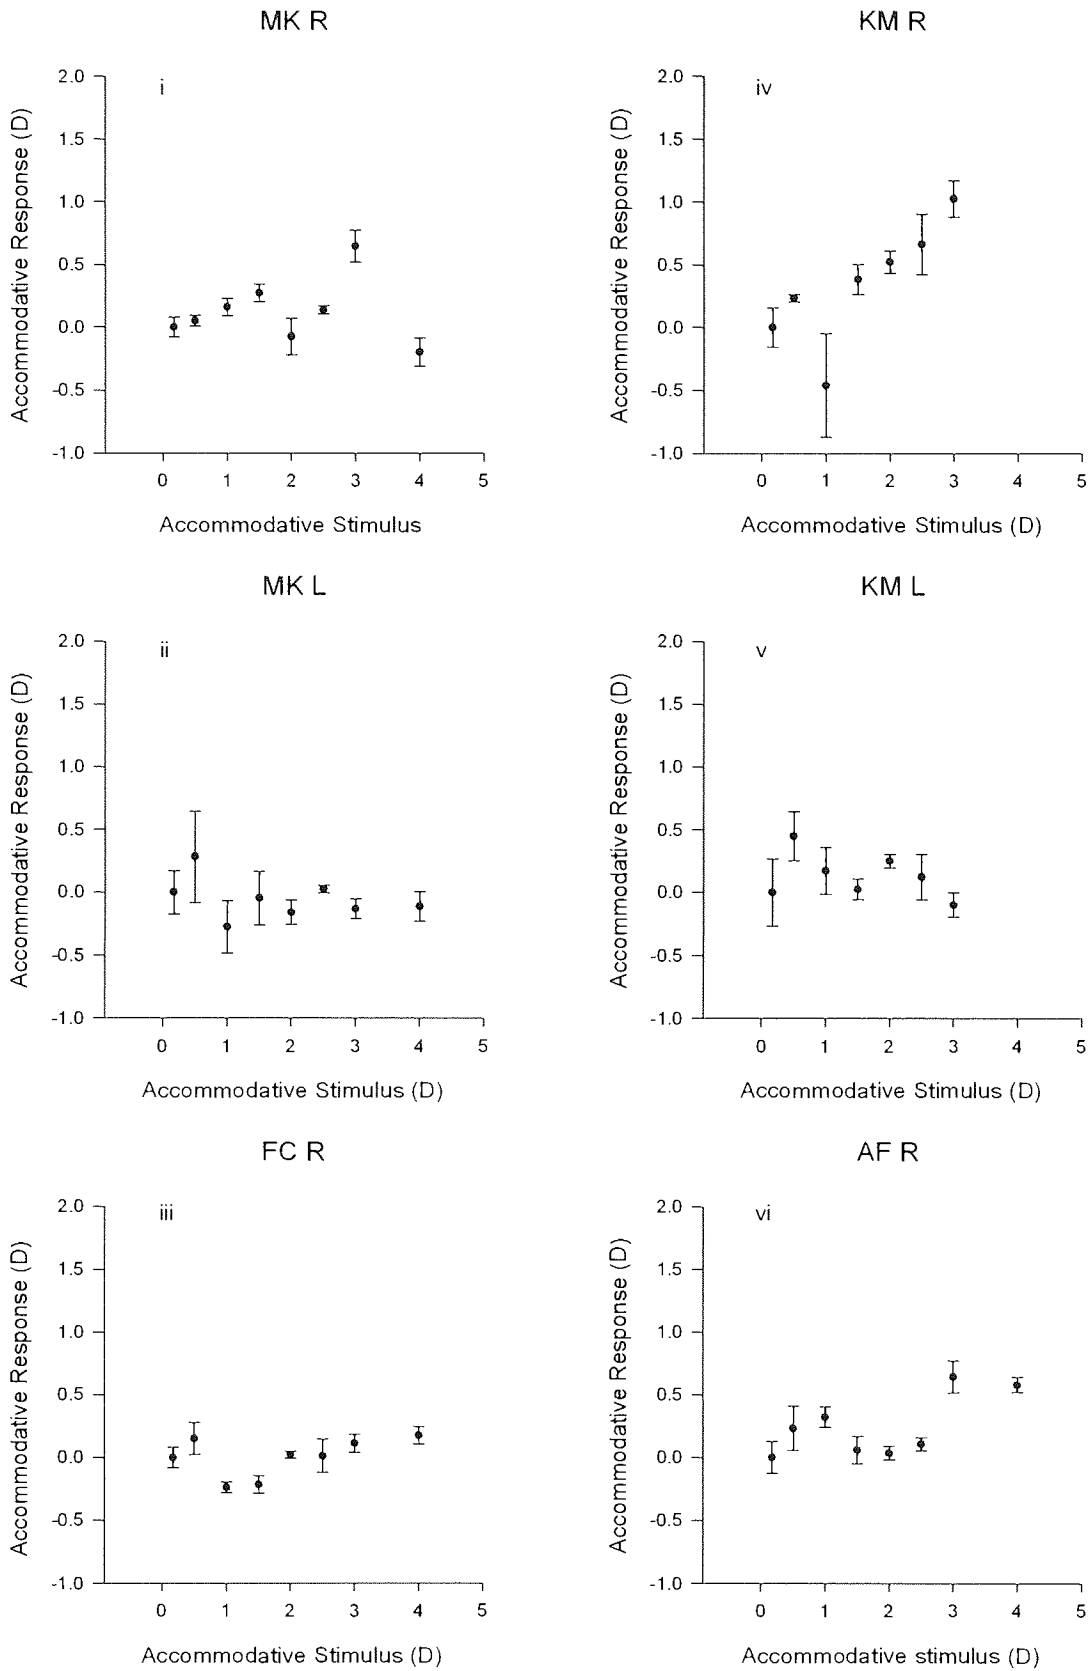 MK R
i
Accommodative Response (D)
2.0
1.5
1.0
0.5
0.0
-0.5
-1.0
0 1 2 3 4 5
Accommodative Stimulus
KM R
iv
Accommodative Response (D)
2.0
1.5
1.0
0.5
0.0
-0.5
-1.0
0 1 2 3 4 5
Accommodative Stimulus (D)
MK L
ii
Accommodative Response (D)
2.0
1.5
1.0
0.5
0.0
-0.5
-1.0
0 1 2 3 4 5
Accommodative Stimulus (D)
KM L
v
Accommodative Response (D)
2.0
1.5
1.0
0.5
0.0
-0.5
-1.0
0 1 2 3 4 5
Accommodative Stimulus (D)
FC R
iii
Accommodative Response (D)
2.0
1.5
1.0
0.5
0.0
-0.5
-1.0
0 1 2 3 4 5
Accommodative Stimulus (D)
AF R
vi
Accommodative Response (D)
2.0
1.5
1.0
0.5
0.0
-0.5
-1.0
0 1 2 3 4 5
Accommodative stimulus (D)